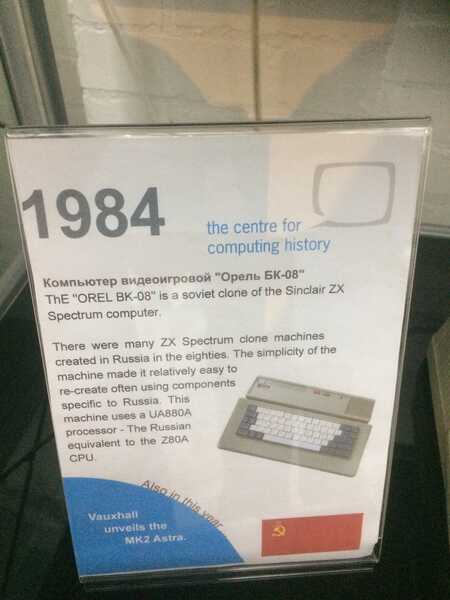 1984
the centre for
computing history
Компьютер видеоигровой "Орель БК-08"
ThE "OREL BK-08" is a soviet clone of the Sinclair ZX
Spectrum computer.
There were many ZX Spectrum clone machines
created in Russia in the eighties. The simplicity of the
machine made it relatively easy to
re-create often using components
specific to Russia. This
machine uses a UA880A
processor - The Russian
equivalent to the Z80A
CPU.
Also in this year...
Vauxhall
unveils the
MK2 Astra.